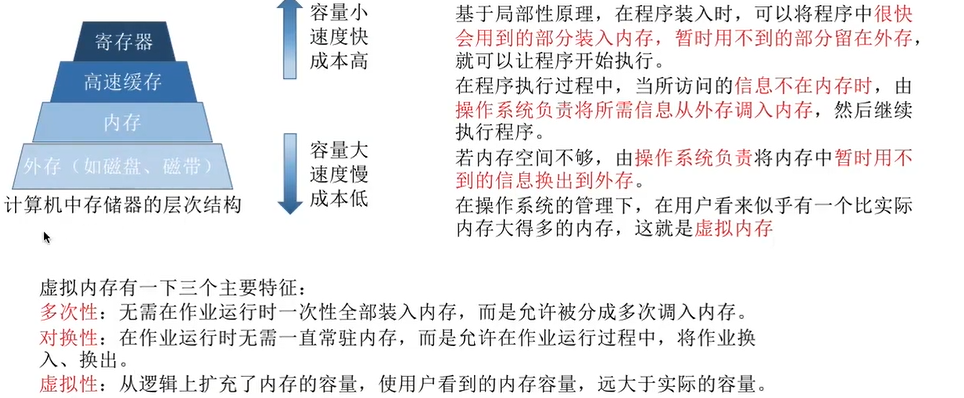 寄存器
高速缓存
内存
外存（如磁盘、磁带）
计算机中存储器的层次结构
容量小
速度快
成本高
容量大
速度慢
成本低
基于局部性原理，在程序装入时，可以将程序中很快
会用到的部分装入内存，暂时用不到的部分留在外存，
就可以让程序开始执行。
在程序执行过程中，当所访问的信息不在内存时，由
操作系统负责将所需信息从外存调入内存，然后继续
执行程序。
若内存空间不够，由操作系统负责将内存中暂时用不
到的信息换出到外存。
在操作系统的管理下，在用户看来似乎有一个比实际
内存大得多的内存，这就是虚拟内存
虚拟内存有一下三个主要特征：
多次性：无需在作业运行时一次性全部装入内存，而是允许被分成多次调入内存。
对换性：在作业运行时无需一直常驻内存，而是允许在作业运行过程中，将作业换
入、换出。
虚拟性：从逻辑上扩充了内存的容量，使用户看到的内存容量，远大于实际的容量。